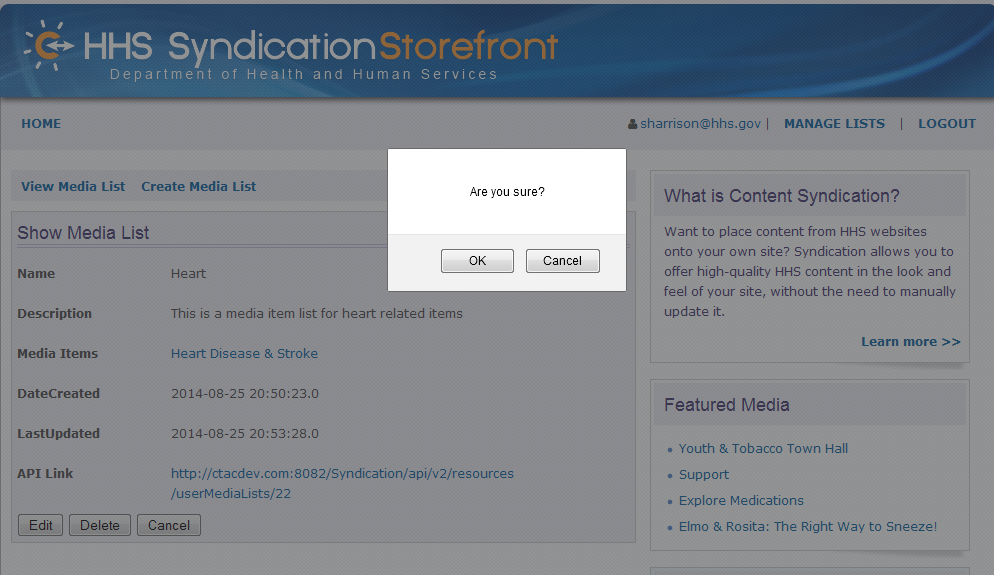 HHS SyndicationStorefront
Department of Health and Human Services
HOME
sharrison@hhs.gov | MANAGE LISTS | LOGOUT
View Media List Create Media List
Are you sure?
OK Cancel
Show Media List
Name Heart
Description This is a media item list for heart related items
Media Items Heart Disease & Stroke
DateCreated 2014-08-25 20:50:23.0
LastUpdated 2014-08-25 20:53:28.0
API Link http://ctacdev.com:8082/Syndication/api/v2/resources
/userMediaLists/22
Edit Delete Cancel
What is Content Syndication?
Want to place content from HHS websites
onto your own site? Syndication allows you to
offer high-quality HHS content in the look and
feel of your site, without the need to manually
update it.
Learn more >>
Featured Media
• Youth & Tobacco Town Hall
• Support
• Explore Medications
• Elmo & Rosita: The Right Way to Sneeze!